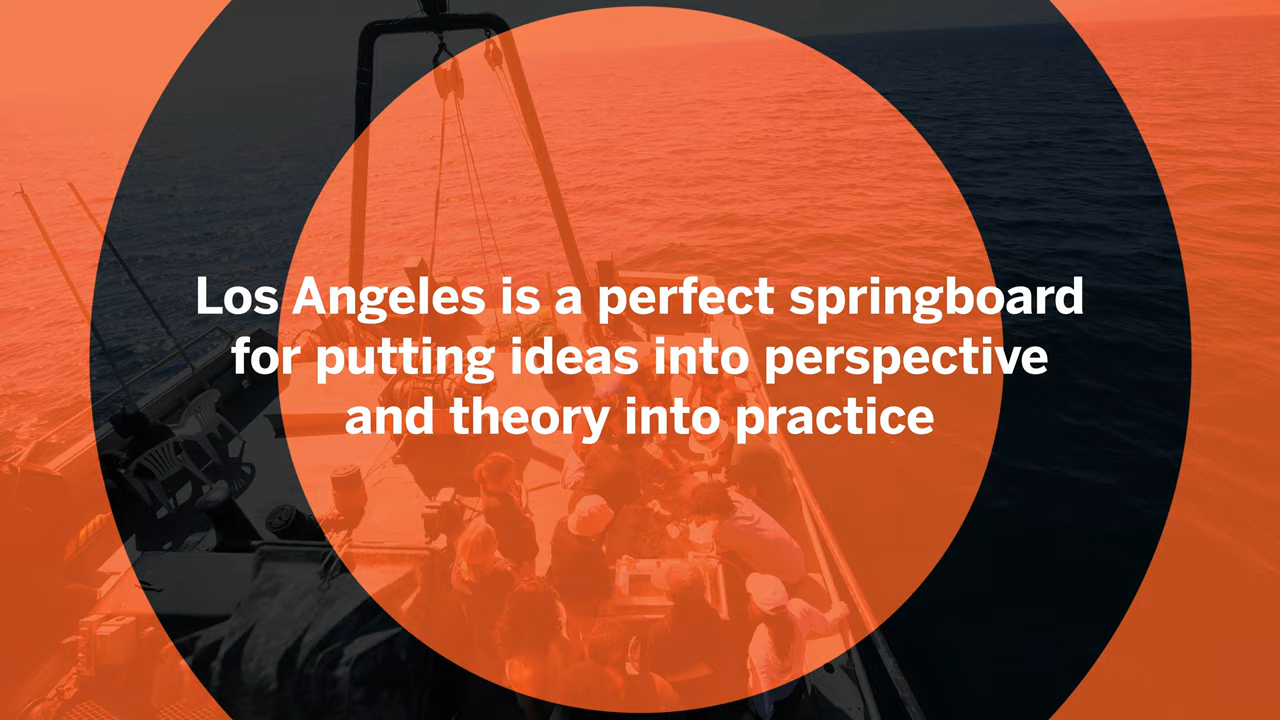 Los Angeles is a perfect springboard
for putting ideas into perspective
and theory into practice